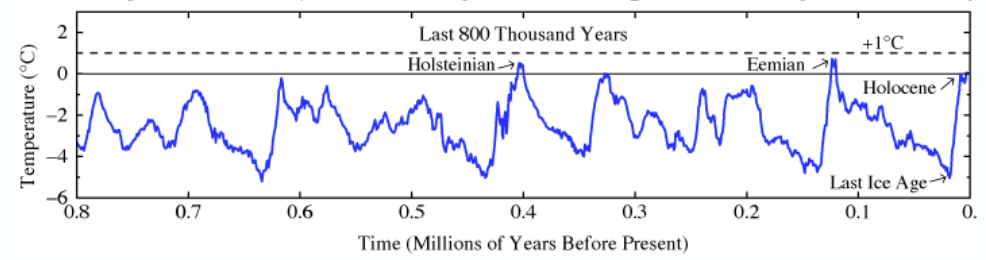 Last 800 Thousand Years
+1°C
Holsteinian
Eemian
Holocene
Last Ice Age
Temperature (°C)
2
0
−2
−4
−6
0.8 0.7 0.6 0.5 0.4 0.3 0.2 0.1 0.
Time (Millions of Years Before Present)